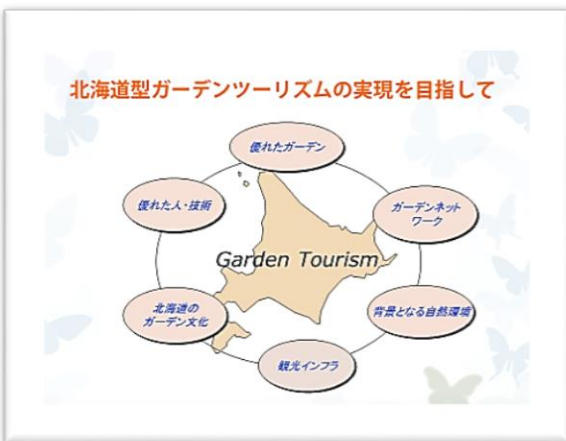 北海道型ガーデンツーリズムの実現を目指して
優れたガーデン
優れた人・技術
ガーデンネット
ワーク
Garden Tourism
北海道の
ガーデン文化
背景となる自然環境
観光インフラ